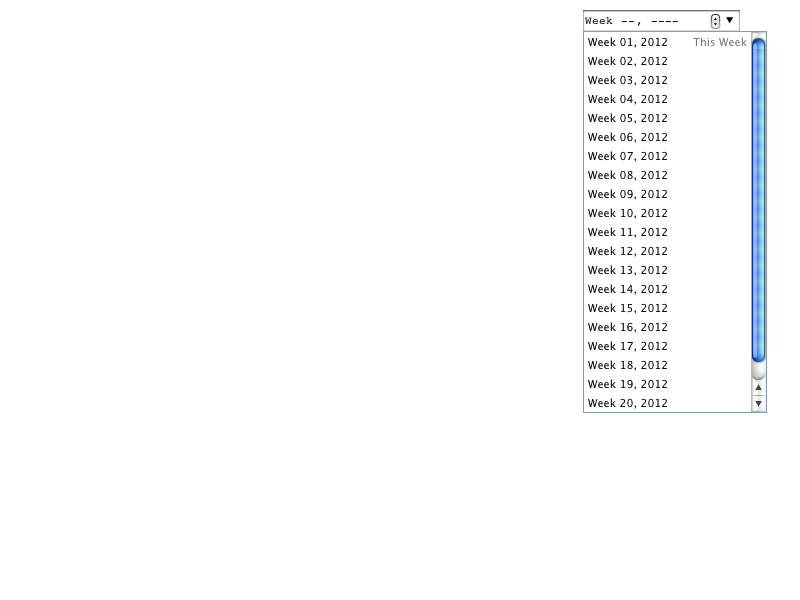 Week --, ----
Week 01, 2012 This Week
Week 02, 2012
Week 03, 2012
Week 04, 2012
Week 05, 2012
Week 06, 2012
Week 07, 2012
Week 08, 2012
Week 09, 2012
Week 10, 2012
Week 11, 2012
Week 12, 2012
Week 13, 2012
Week 14, 2012
Week 15, 2012
Week 16, 2012
Week 17, 2012
Week 18, 2012
Week 19, 2012
Week 20, 2012